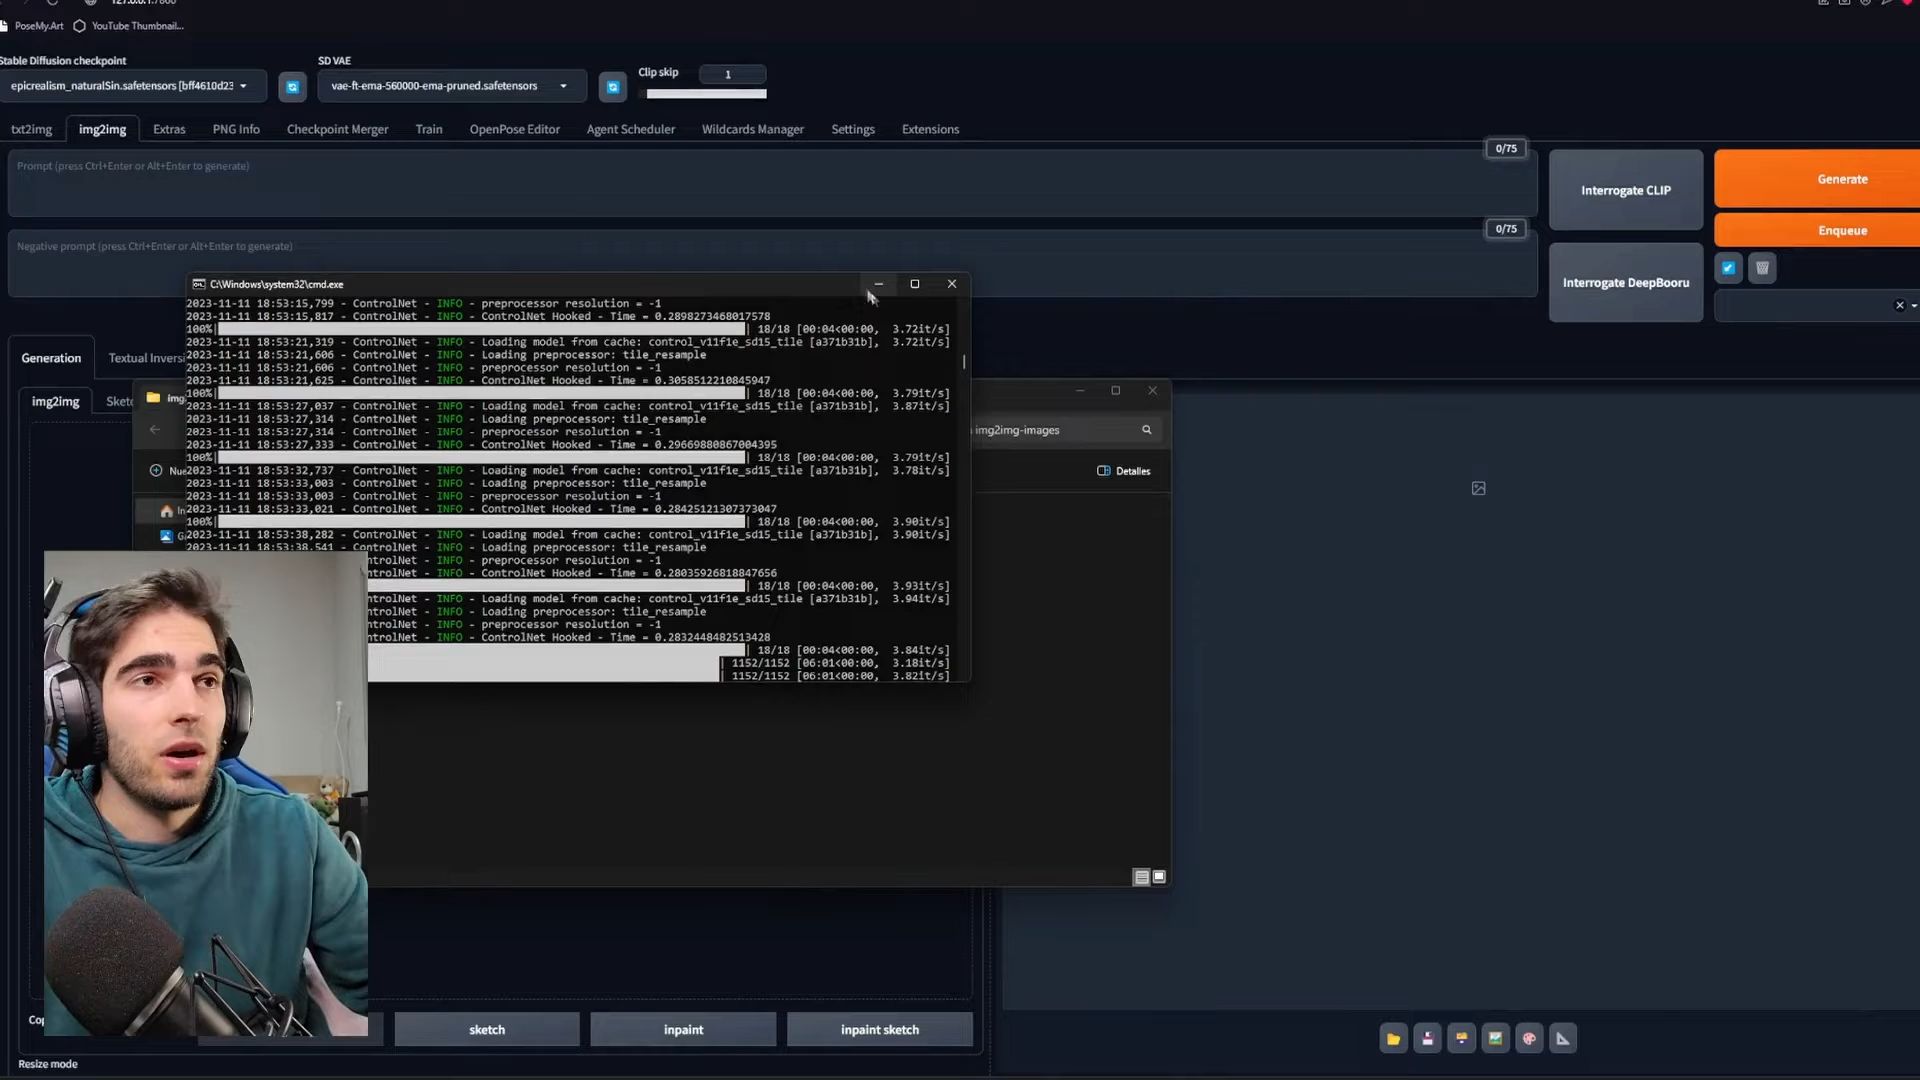 127.0.0.1:7860
PoseMy.Art YouTube Thumbnail...
Stable Diffusion checkpoint
SD VAE
Clip skip
1
epicrealism_naturalSin.safetensors [bff4610d23
vae-ft-ema-560000-ema-pruned.safetensors
txt2img img2img Extras PNG Info Checkpoint Merger Train OpenPose Editor Agent Scheduler Wildcards Manager Settings Extensions
0/75
Prompt (press Ctrl+Enter or Alt+Enter to generate)
Interrogate CLIP
Generate
0/75
Enqueue
Negative prompt (press Ctrl+Enter or Alt+Enter to generate)
Interrogate DeepBooru
C:\Windows\system32\cmd.exe
2023-11-11 18:53:15,799 - ControlNet - INFO - preprocessor resolution = -1
2023-11-11 18:53:15,817 - ControlNet - INFO - ControlNet Hooked - Time = 0.2898273468017578
100%| | 18/18 [00:04<00:00, 3.72it/s]
2023-11-11 18:53:21,319 - ControlNet - INFO - Loading model from cache: control_v11f1e_sd15_tile [a371b31b], 3.72it/s]
2023-11-11 18:53:21,606 - ControlNet - INFO - Loading preprocessor: tile_resample
2023-11-11 18:53:21,606 - ControlNet - INFO - preprocessor resolution = -1
2023-11-11 18:53:21,625 - ControlNet - INFO - ControlNet Hooked - Time = 0.3058512210845947
100%| | 18/18 [00:04<00:00, 3.79it/s]
2023-11-11 18:53:27,037 - ControlNet - INFO - Loading model from cache: control_v11f1e_sd15_tile [a371b31b], 3.87it/s]
2023-11-11 18:53:27,314 - ControlNet - INFO - Loading preprocessor: tile_resample
2023-11-11 18:53:27,314 - ControlNet - INFO - preprocessor resolution = -1
2023-11-11 18:53:27,333 - ControlNet - INFO - ControlNet Hooked - Time = 0.29669880867004395
100%| | 18/18 [00:04<00:00, 3.79it/s]
2023-11-11 18:53:32,737 - ControlNet - INFO - Loading model from cache: control_v11f1e_sd15_tile [a371b31b], 3.78it/s]
2023-11-11 18:53:33,003 - ControlNet - INFO - Loading preprocessor: tile_resample
2023-11-11 18:53:33,003 - ControlNet - INFO - preprocessor resolution = -1
2023-11-11 18:53:33,021 - ControlNet - INFO - ControlNet Hooked - Time = 0.28425121307373047
100%| | 18/18 [00:04<00:00, 3.90it/s]
2023-11-11 18:53:38,282 - ControlNet - INFO - Loading model from cache: control_v11f1e_sd15_tile [a371b31b], 3.90it/s]
2023-11-11 18:53:38,541 - ControlNet - INFO - Loading preprocessor: tile_resample
ntrolNet - INFO - preprocessor resolution = -1
ntrolNet - INFO - ControlNet Hooked - Time = 0.28035926818847656
| 18/18 [00:04<00:00, 3.93it/s]
ntrolNet - INFO - Loading model from cache: control_v11f1e_sd15_tile [a371b31b], 3.94it/s]
ntrolNet - INFO - Loading preprocessor: tile_resample
ntrolNet - INFO - preprocessor resolution = -1
ntrolNet - INFO - ControlNet Hooked - Time = 0.2832448482513428
| 18/18 [00:04<00:00, 3.84it/s]
| 1152/1152 [06:01<00:00, 3.18it/s]
| 1152/1152 [06:01<00:00, 3.82it/s]
Generation Textual Inversi
img2img Sketc
img
img2img-images
Nue
Detalles
In
Ga
Cop
sketch inpaint inpaint sketch
Resize mode